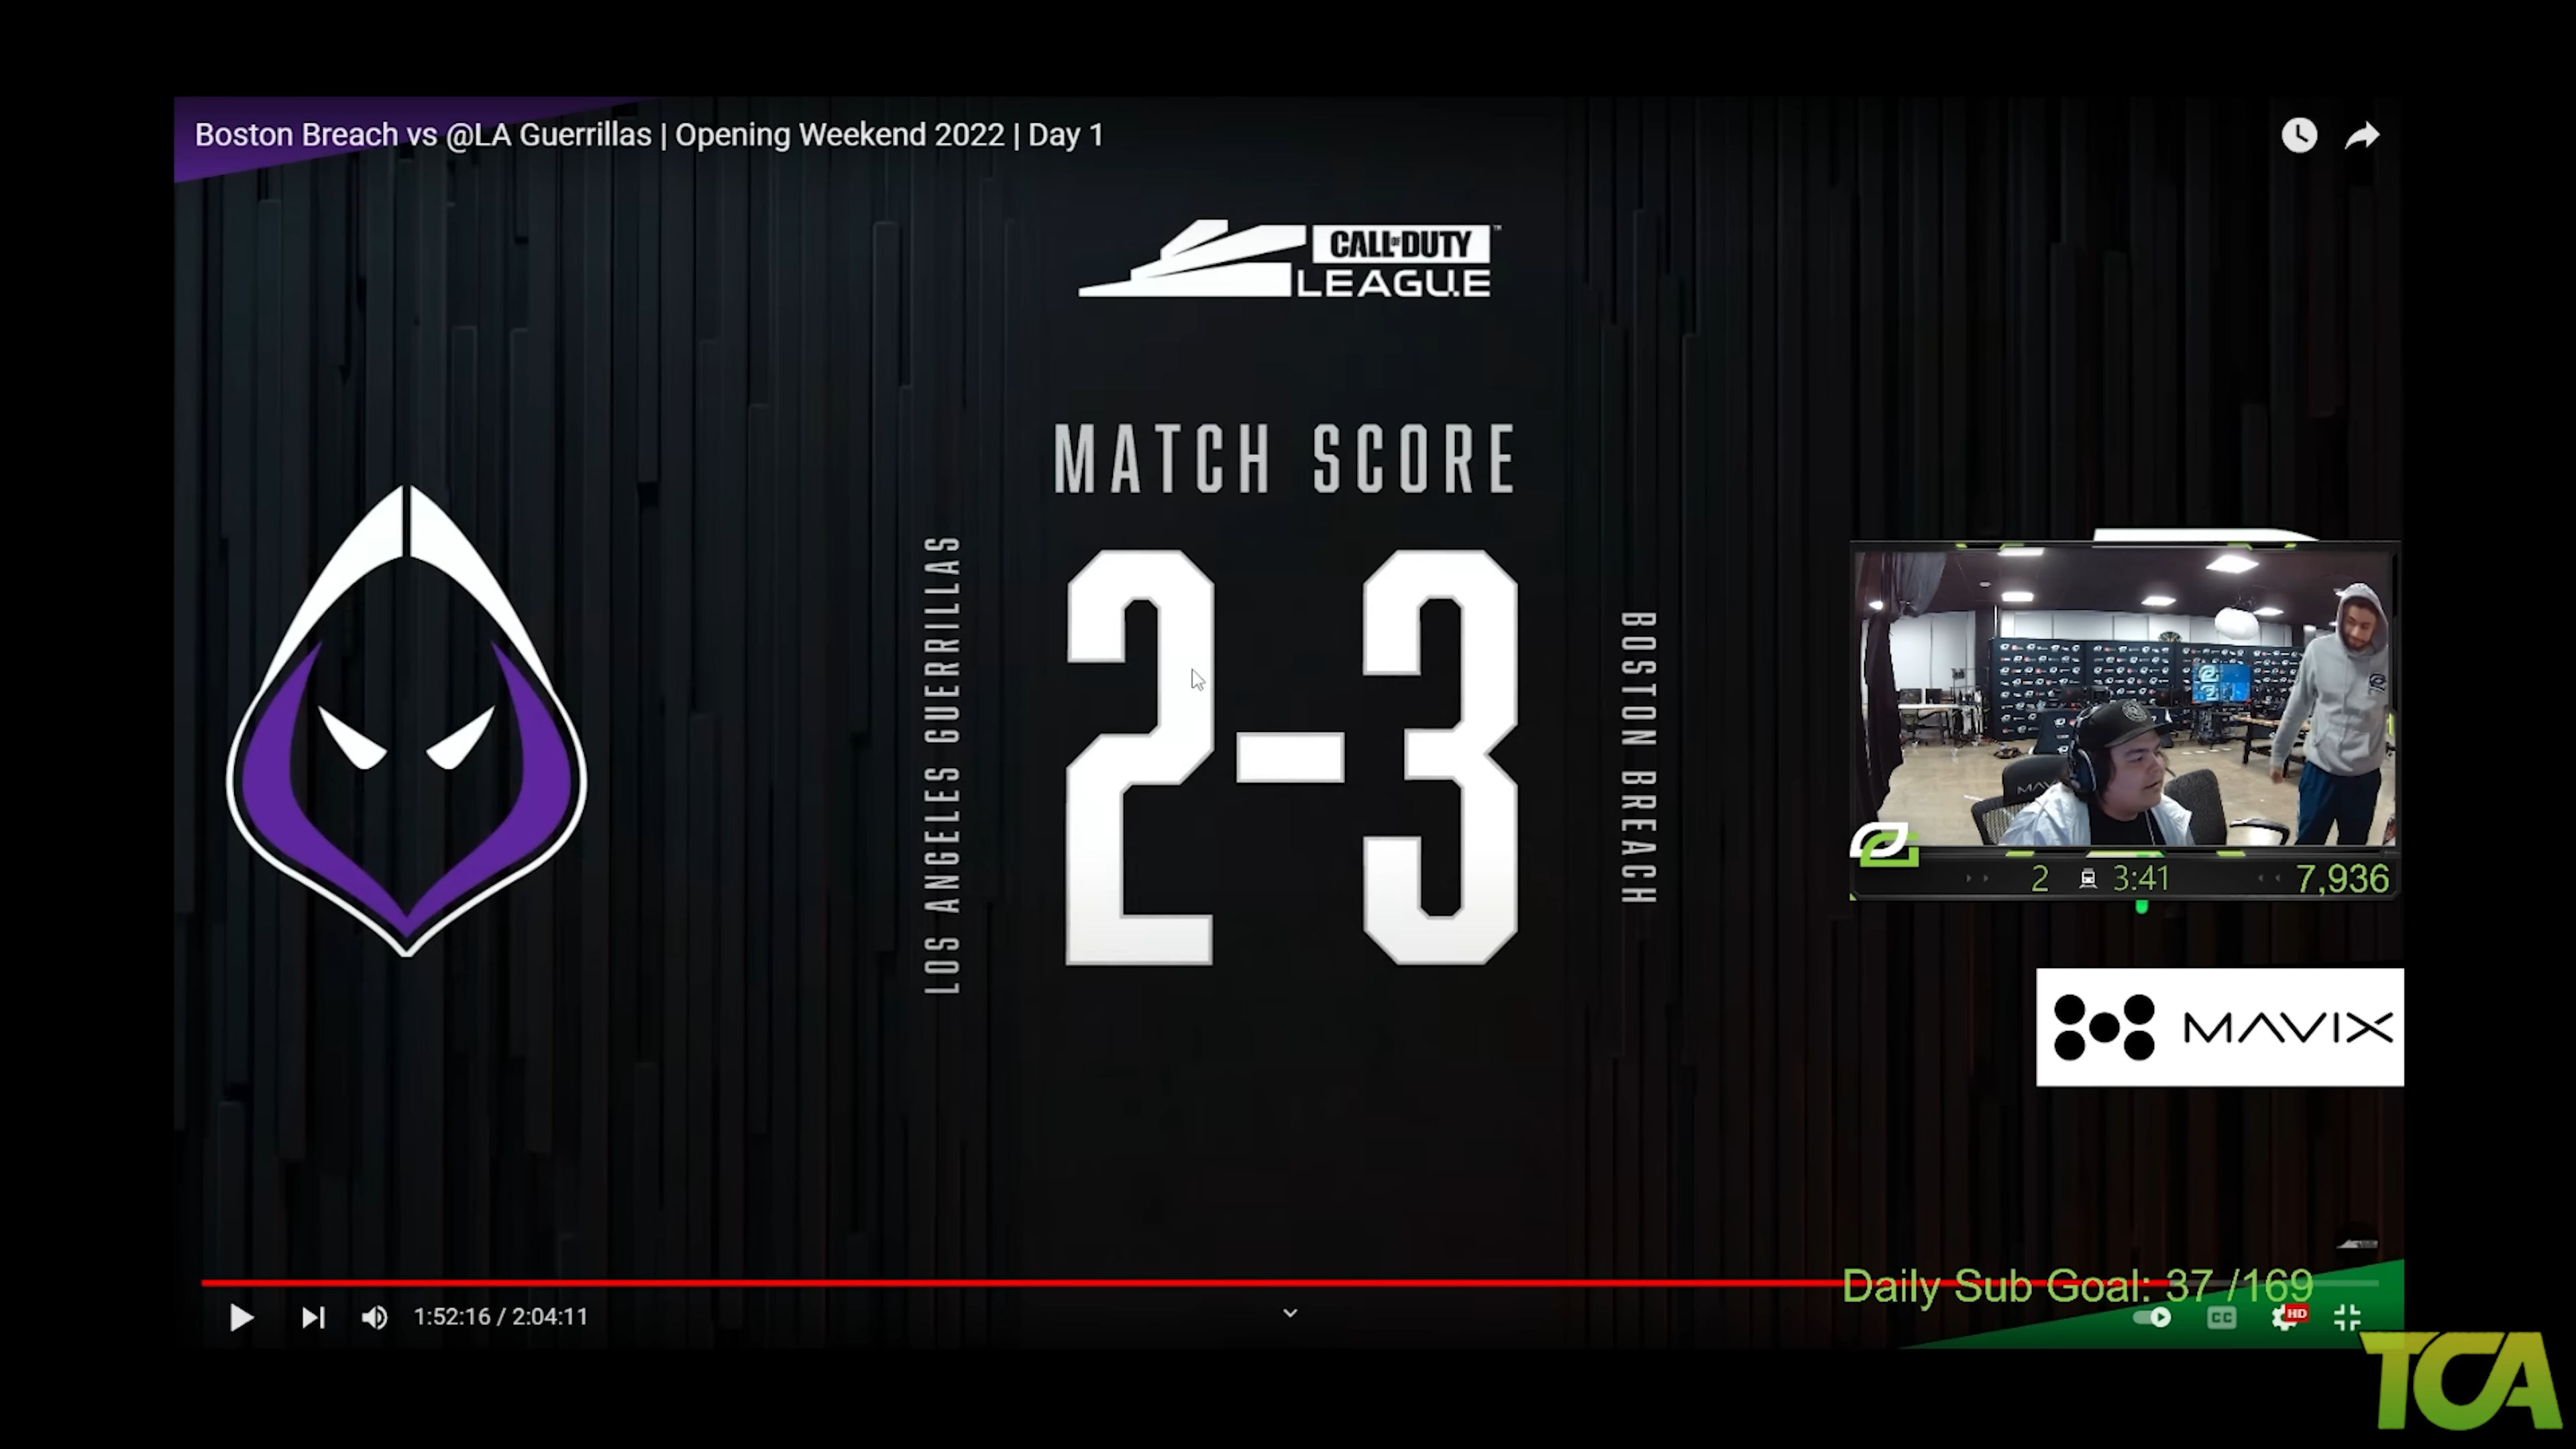 Boston Breach vs @LA Guerrillas | Opening Weekend 2022 | Day 1
CALL OF DUTY
LEAGUE
MATCH SCORE
LOS ANGELES GUERRILLAS
2-3
BOSTON BREACH
2 3:41 7,936
MAVIX
Daily Sub Goal: 37 /169
1:52:16 / 2:04:11
CC
HD
TCA